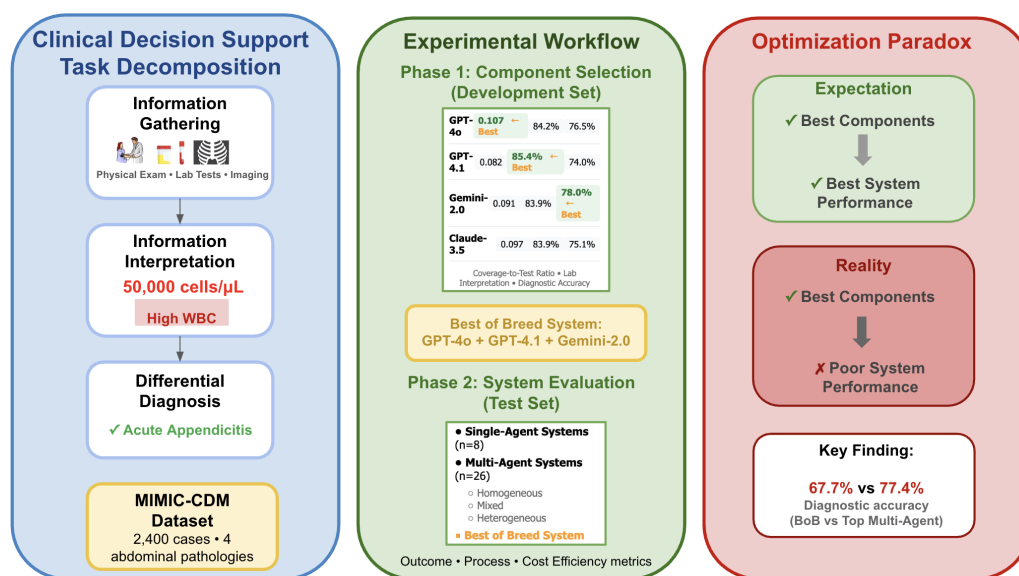 Clinical Decision Support
Task Decomposition
Information
Gathering
Physical Exam • Lab Tests • Imaging
Information
Interpretation
50,000 cells/µL
High WBC
Differential
Diagnosis
✓ Acute Appendicitis
MIMIC-CDM
Dataset
2,400 cases • 4
abdominal pathologies
Experimental Workflow
Phase 1: Component Selection
(Development Set)
GPT-4o 0.107 ← Best 84.2% 76.5%
GPT-4.1 0.082 85.4% ← Best 74.0%
Gemini-2.0 0.091 83.9% 78.0% ← Best
Claude-3.5 0.097 83.9% 75.1%
Coverage-to-Test Ratio • Lab
Interpretation • Diagnostic Accuracy
Best of Breed System:
GPT-4o + GPT-4.1 + Gemini-2.0
Phase 2: System Evaluation
(Test Set)
● Single-Agent Systems
(n=8)
● Multi-Agent Systems
(n=26)
○ Homogeneous
○ Mixed
○ Heterogeneous
▪ Best of Breed System
Outcome • Process • Cost Efficiency metrics
Optimization Paradox
Expectation
✓ Best Components
✓ Best System
Performance
Reality
✓ Best Components
✗ Poor System
Performance
Key Finding:
67.7% vs 77.4%
Diagnostic accuracy
(BoB vs Top Multi-Agent)